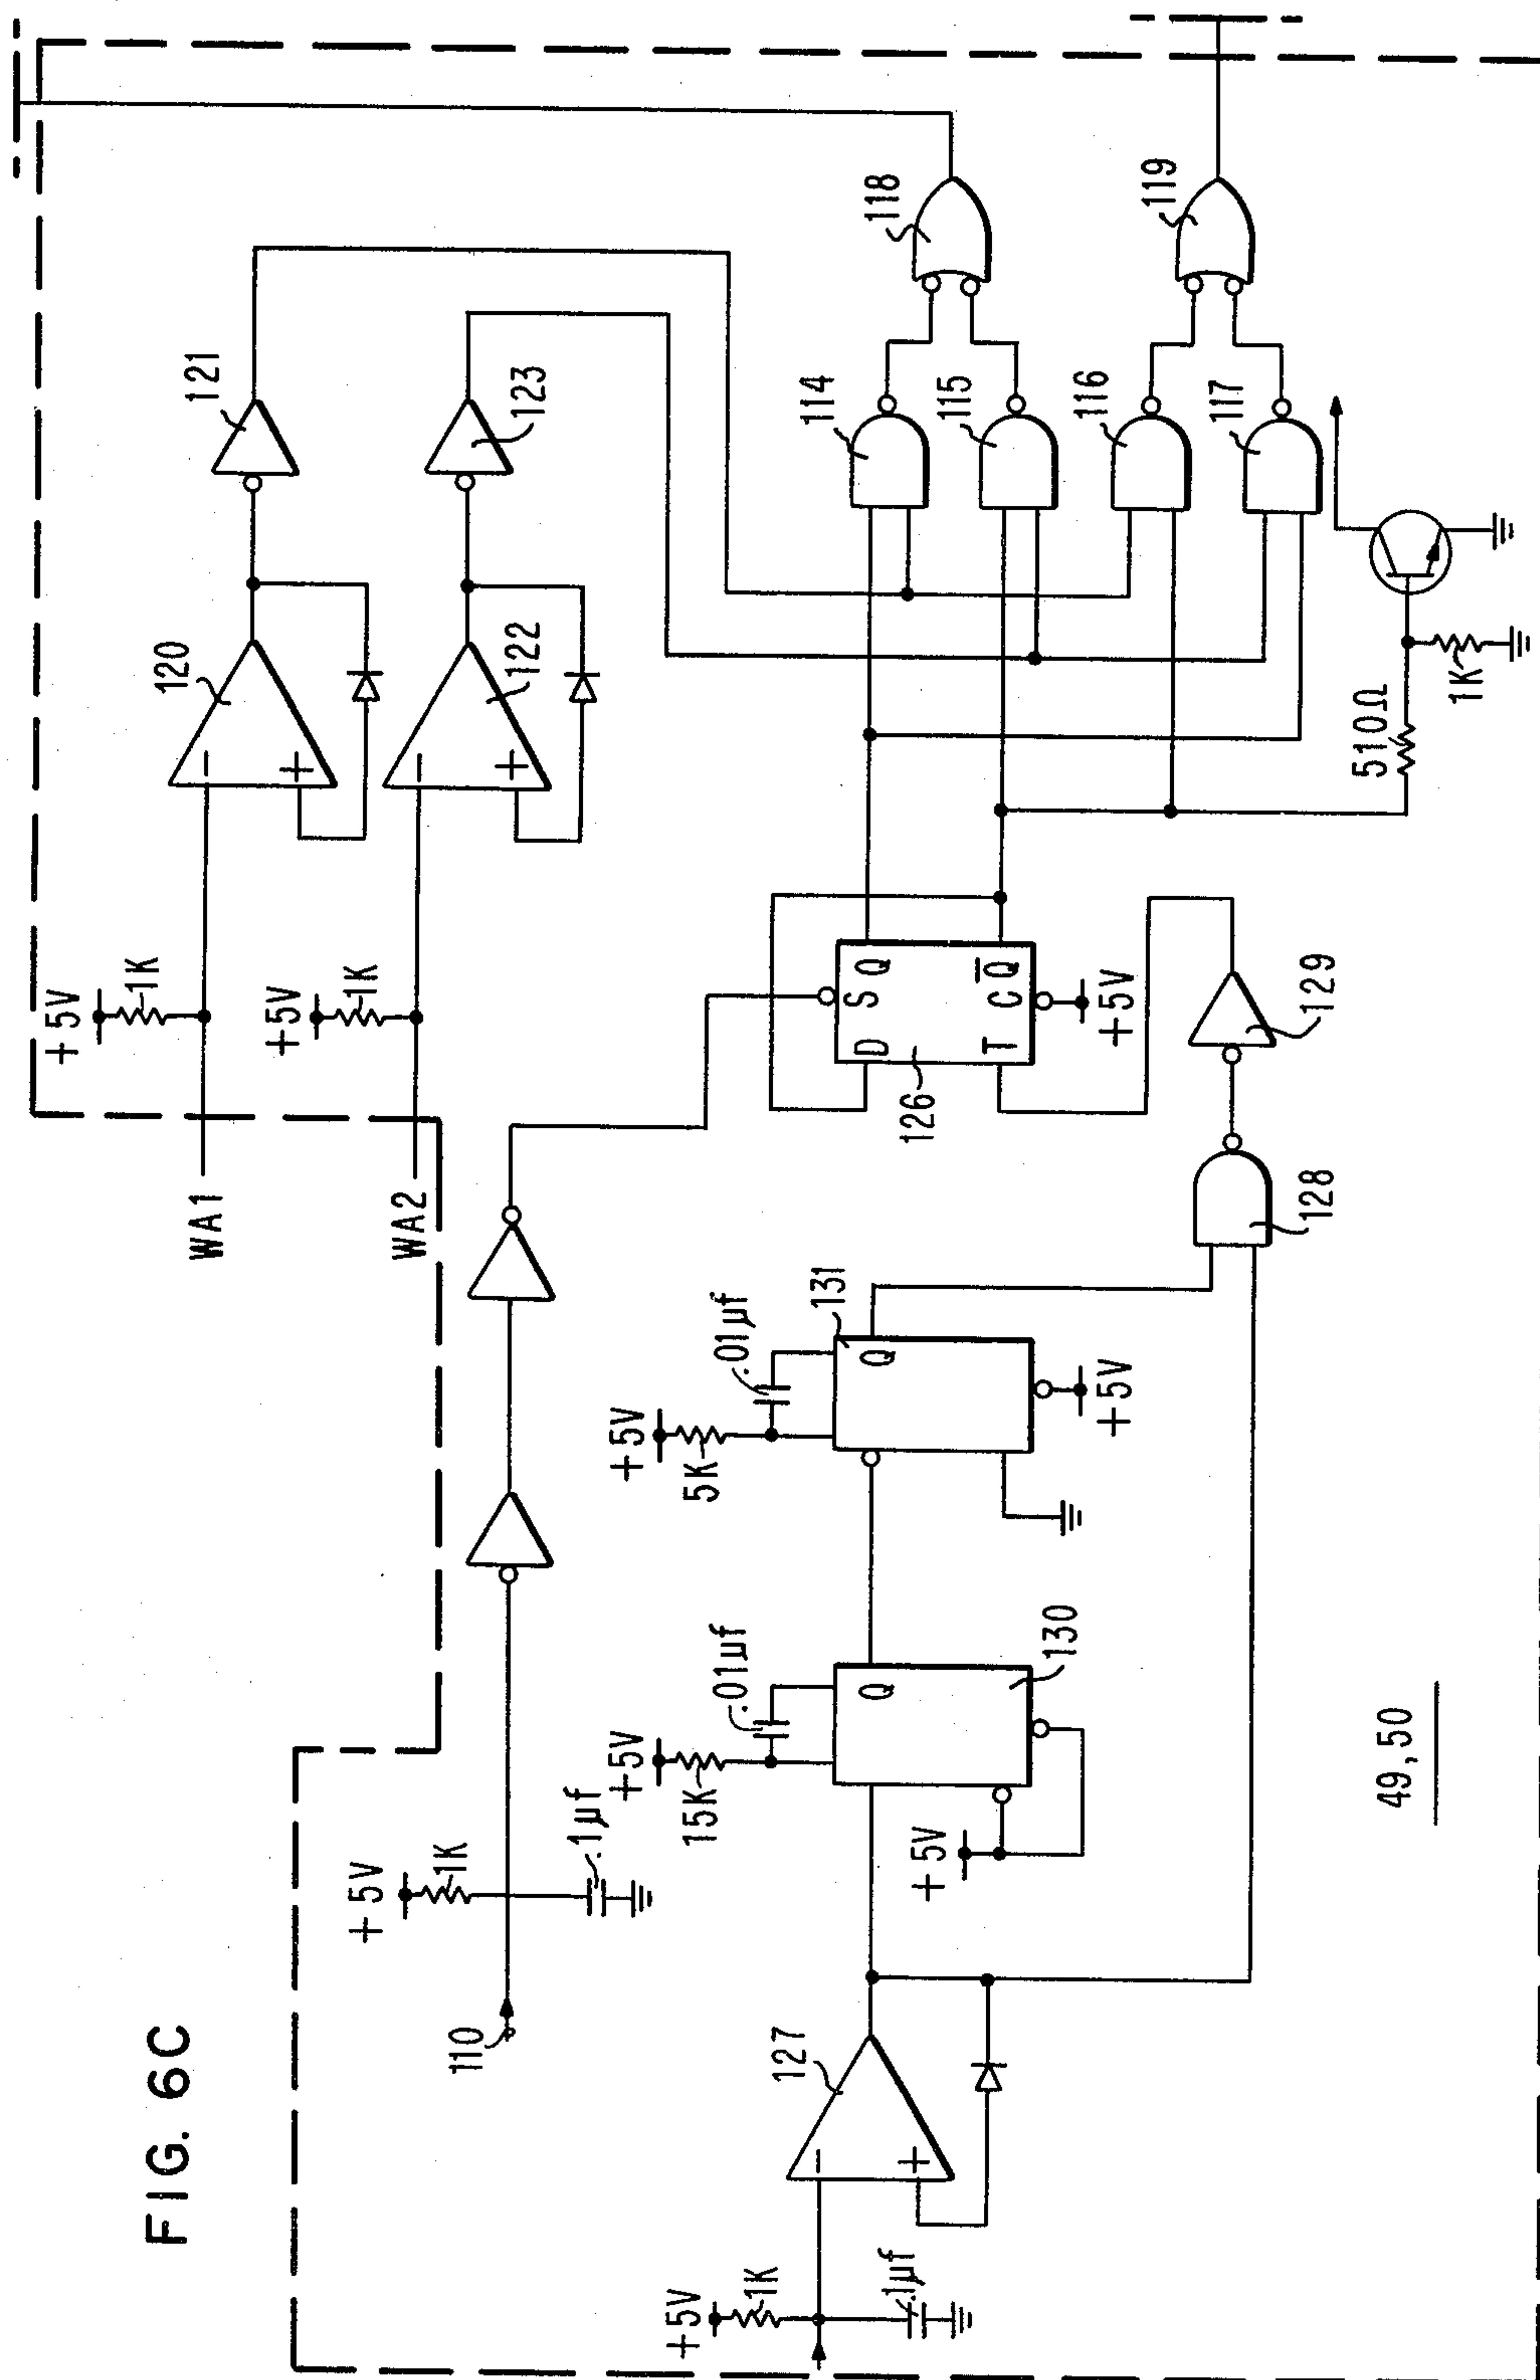 FIG. 6C
+5V
1K
WA1
120
-
+
121
+5V
1K
WA2
122
-
+
123
+5V
1K
.1µf
110
+5V
15K
.01µf
Q
130
+5V
+5V
5K
.01µf
131
Q
+5V
D
S
Q
T
C
Q̅
126
+5V
114
115
116
117
118
119
510Ω
1K
+5V
1K
.1µf
127
-
+
128
129
49,50